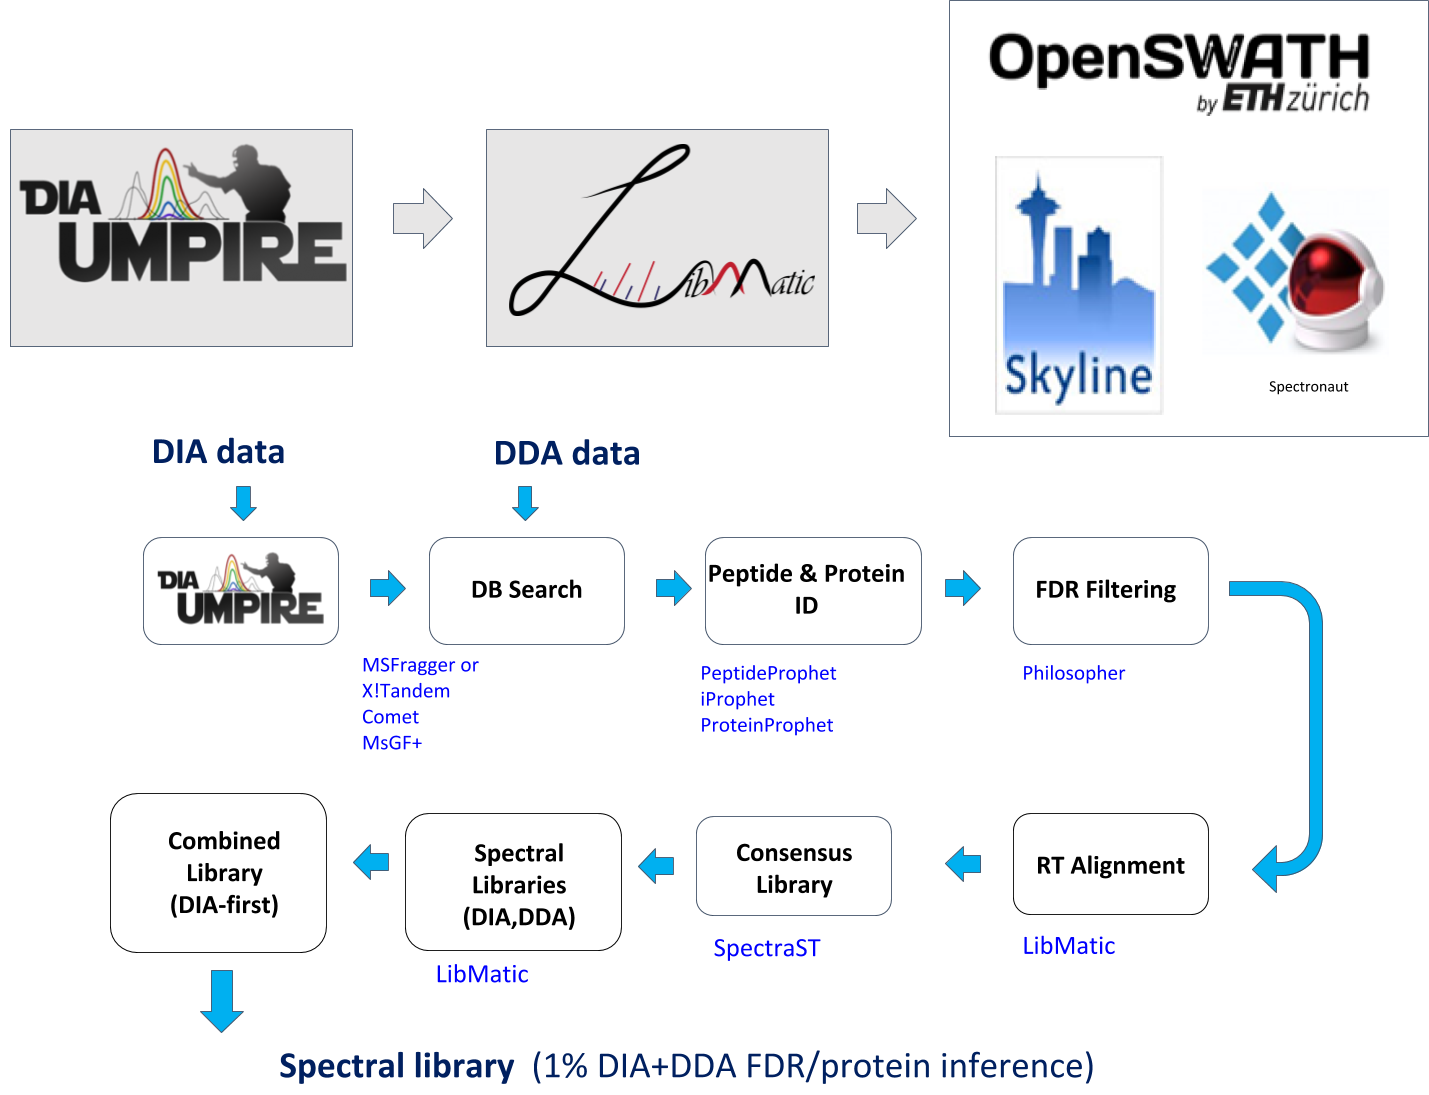 DIA
UMPIRE
LibMatic
OpenSWATH
by ETH zürich
Skyline
Spectronaut
DIA data
DDA data
DIA
UMPIRE
DB Search
Peptide & Protein
ID
FDR Filtering
MSFragger or
X!Tandem
Comet
MsGF+
PeptideProphet
iProphet
ProteinProphet
Philosopher
Combined
Library
(DIA-first)
Spectral
Libraries
(DIA,DDA)
LibMatic
Consensus
Library
SpectraST
RT Alignment
LibMatic
Spectral library (1% DIA+DDA FDR/protein inference)